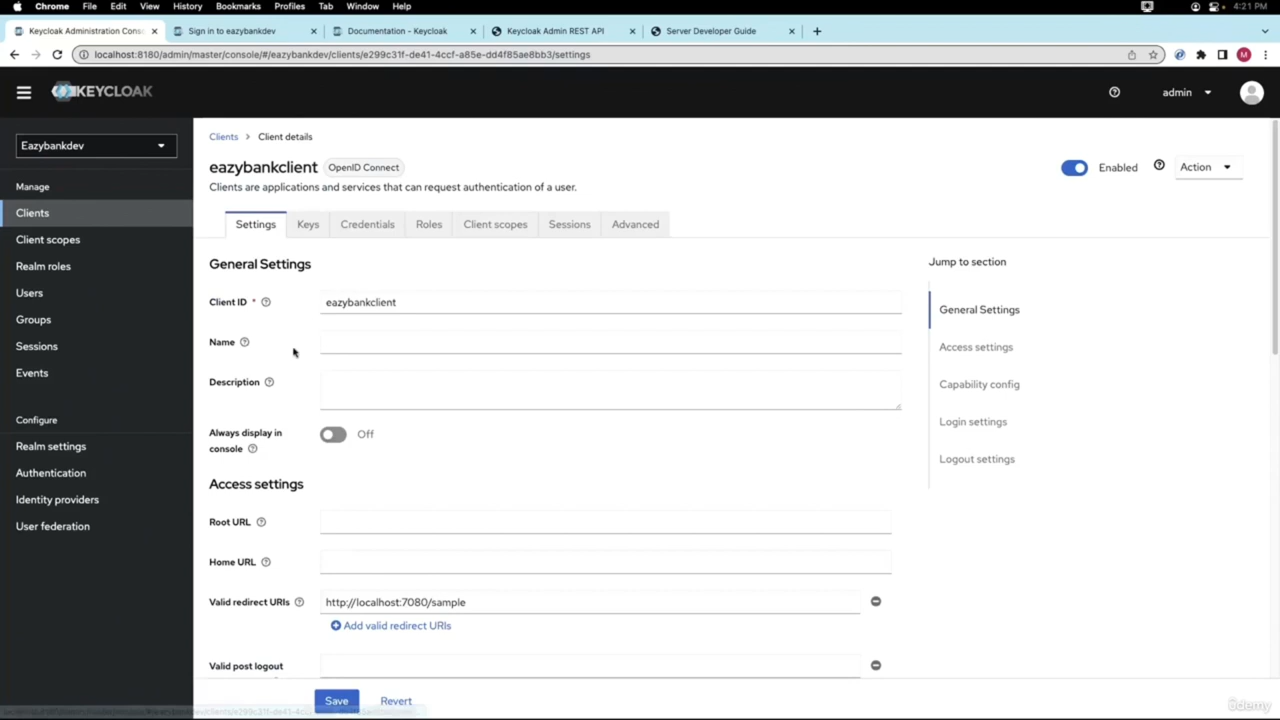 Chrome File Edit View History Bookmarks Profiles Tab Window Help 4:21 PM
Keycloak Administration Conso Sign in to eazybankdev Documentation - Keycloak Keycloak Admin REST API Server Developer Guide
localhost:8180/admin/master/console/#/eazybankdev/clients/e299c31f-de41-4ccf-a85e-dd4f85ae8bb3/settings M
KEYCLOAK admin
Eazybankdev
Manage
Clients
Client scopes
Realm roles
Users
Groups
Sessions
Events
Configure
Realm settings
Authentication
Identity providers
User federation
Clients > Client details
eazybankclient OpenID Connect
Enabled Action
Clients are applications and services that can request authentication of a user.
Settings Keys Credentials Roles Client scopes Sessions Advanced
General Settings
Client ID * eazybankclient
Name
Description
Always display in
console
Off
Access settings
Root URL
Home URL
Valid redirect URIs http://localhost:7080/sample
Add valid redirect URIs
Valid post logout
Save Revert
Jump to section
General Settings
Access settings
Capability config
Login settings
Logout settings
ûdemy